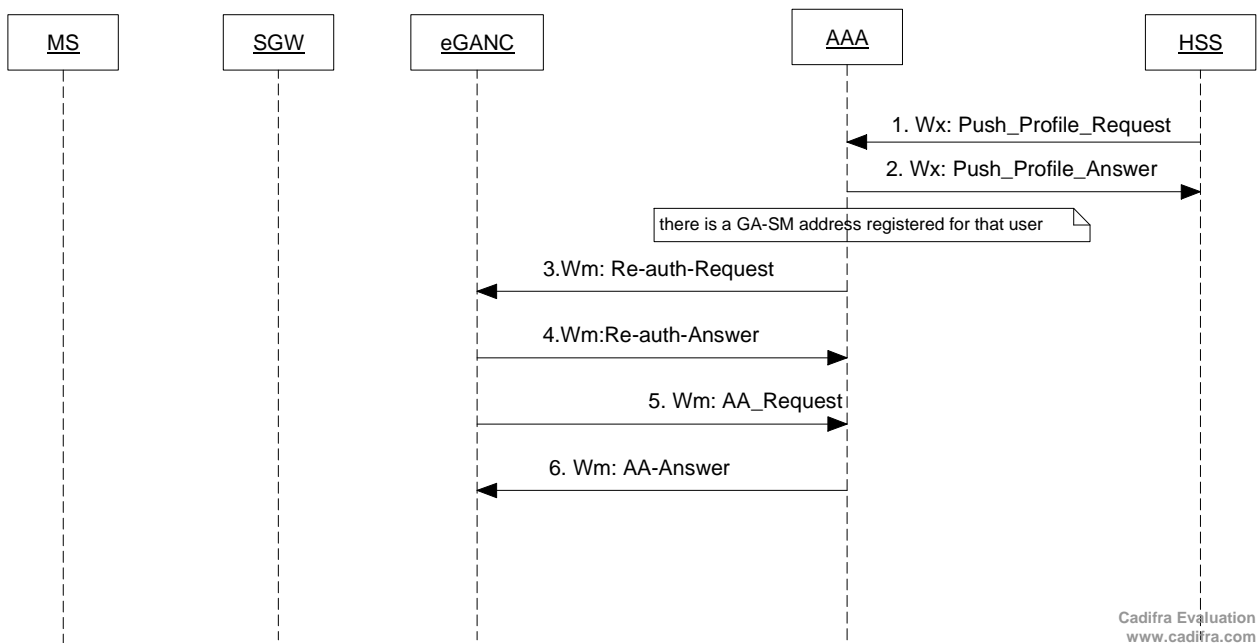 MS
SGW
eGANC
AAA
HSS
1. Wx: Push_Profile_Request
2. Wx: Push_Profile_Answer
there is a GA-SM address registered for that user
3.Wm: Re-auth-Request
4.Wm:Re-auth-Answer
5. Wm: AA_Request
6. Wm: AA-Answer
Cadifra Evaluation
www.cadifra.com